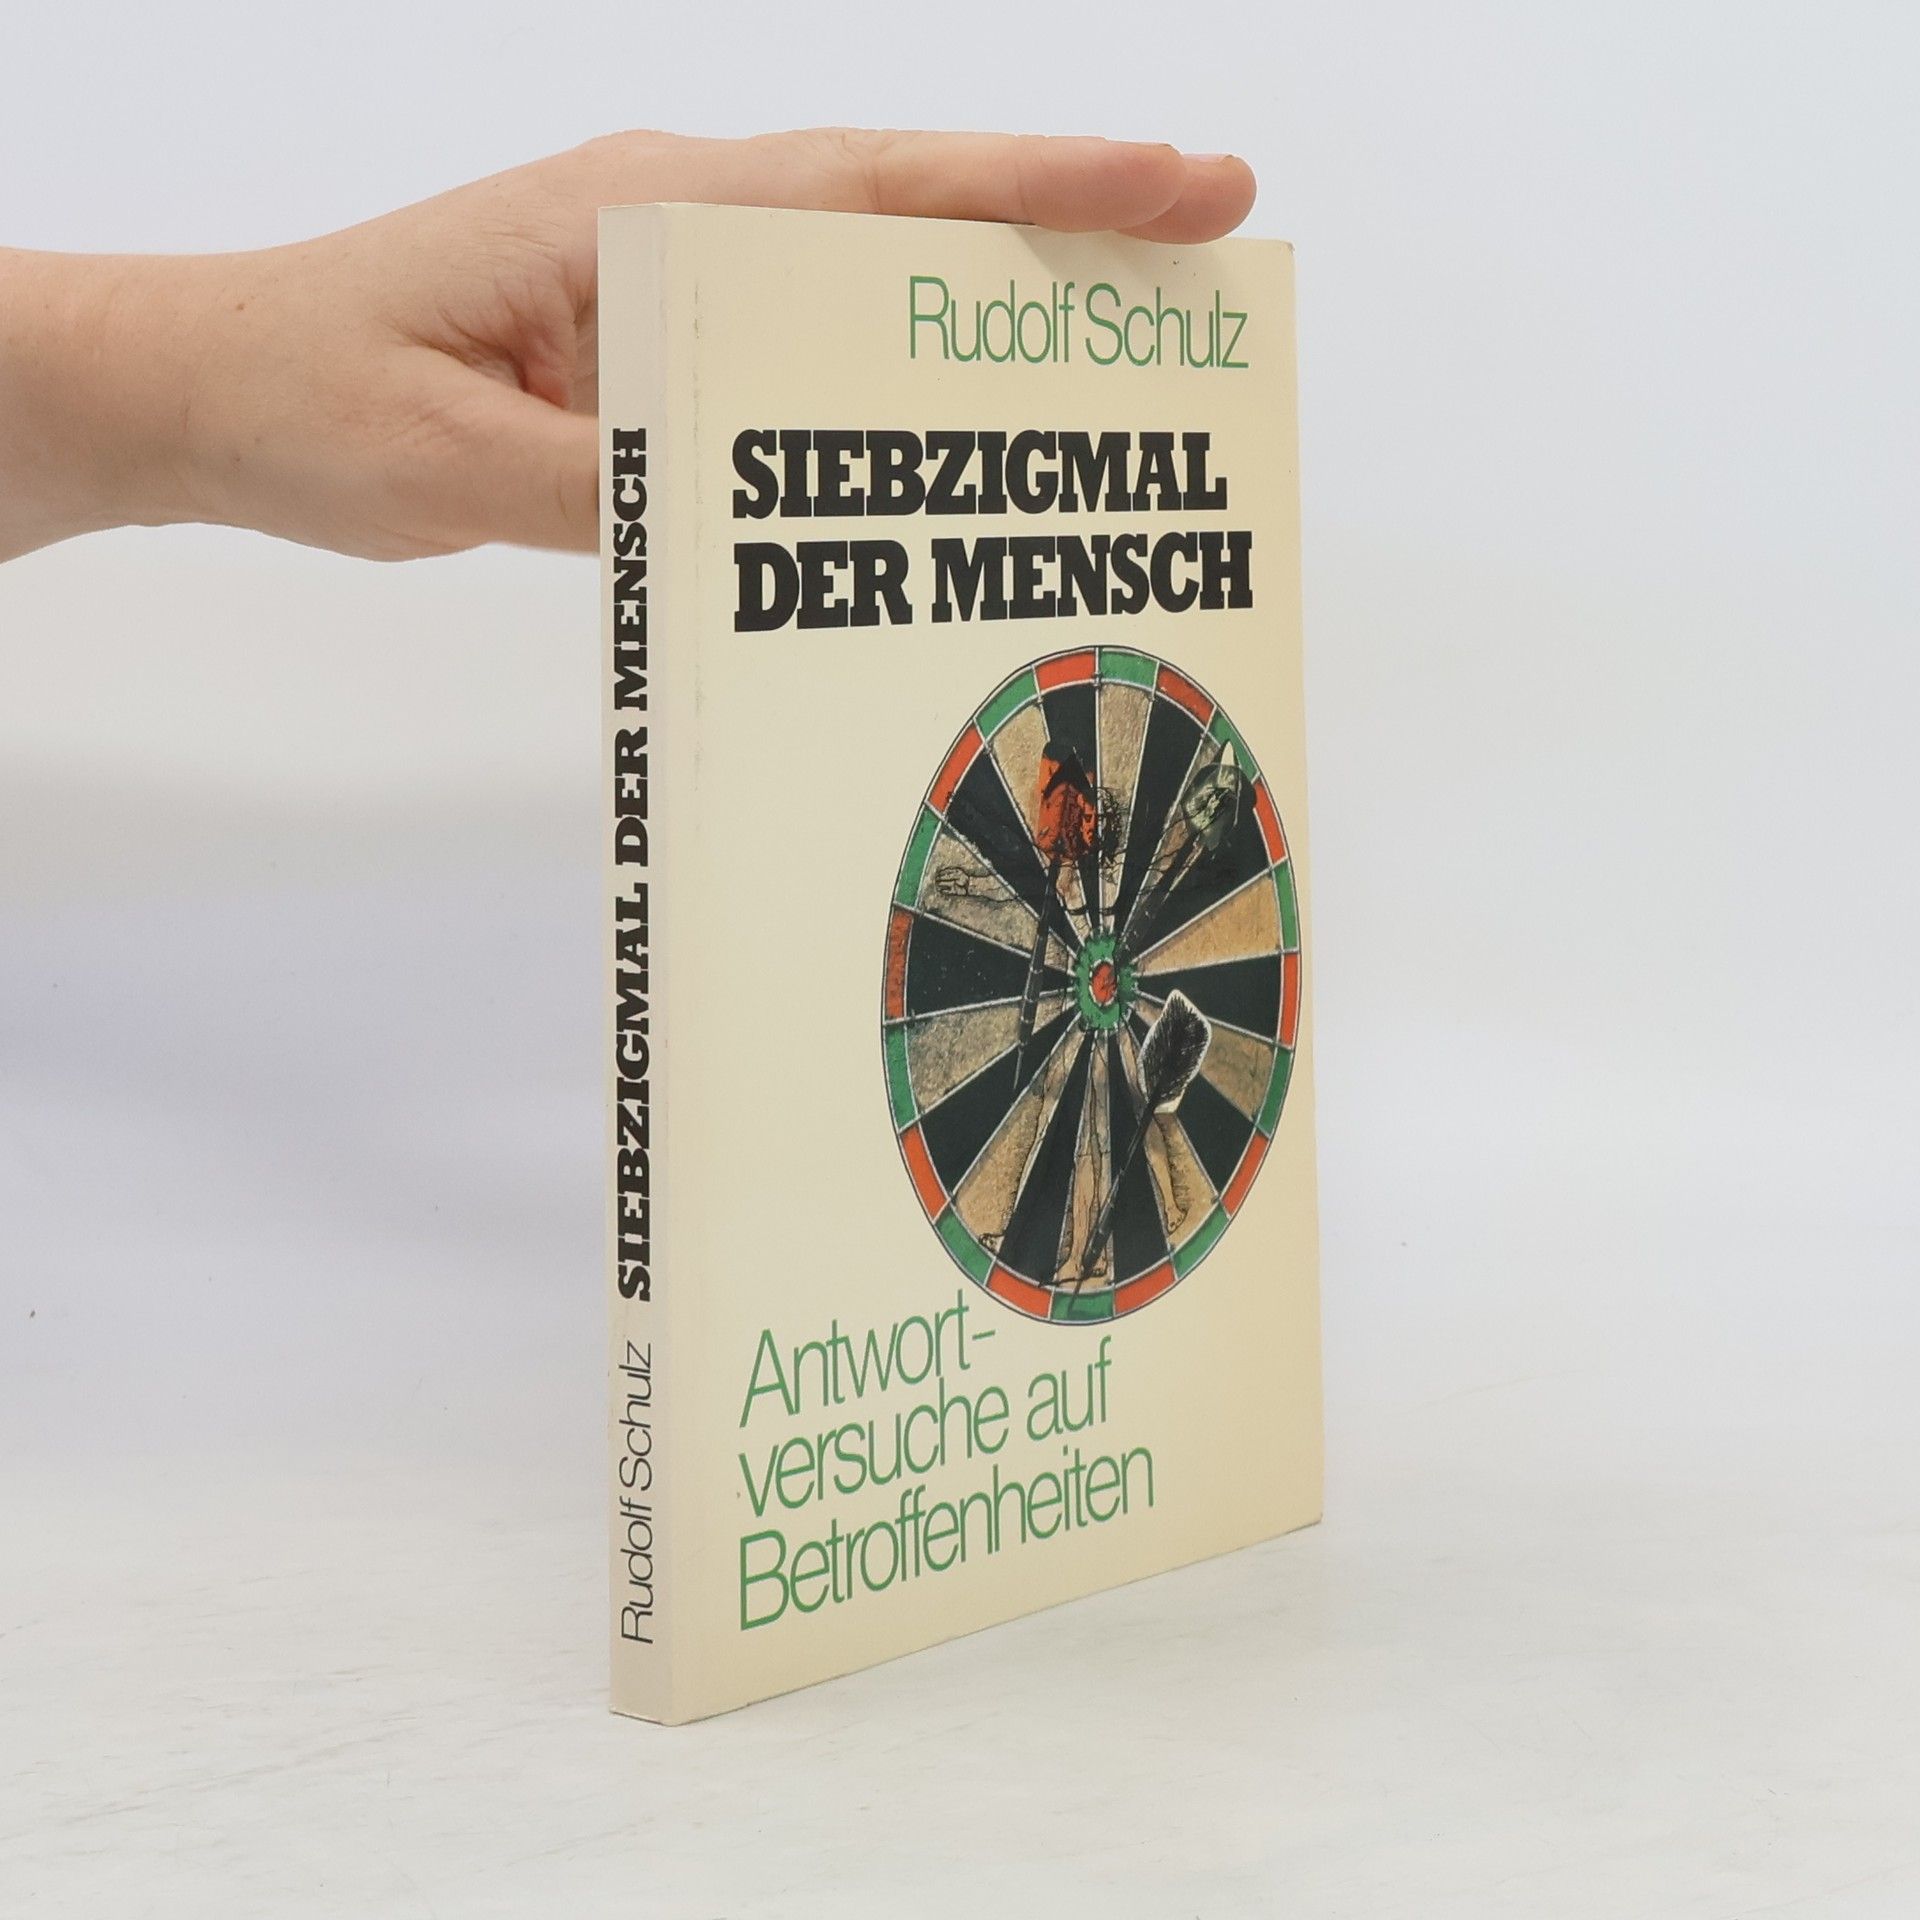 Rudolf Schulz
SIEBZIGMAL
DER MENSCH
Antwort-
versuche auf
Betroffenheiten
Rudolf Schulz SIEBZIGMAL DER MENSCH